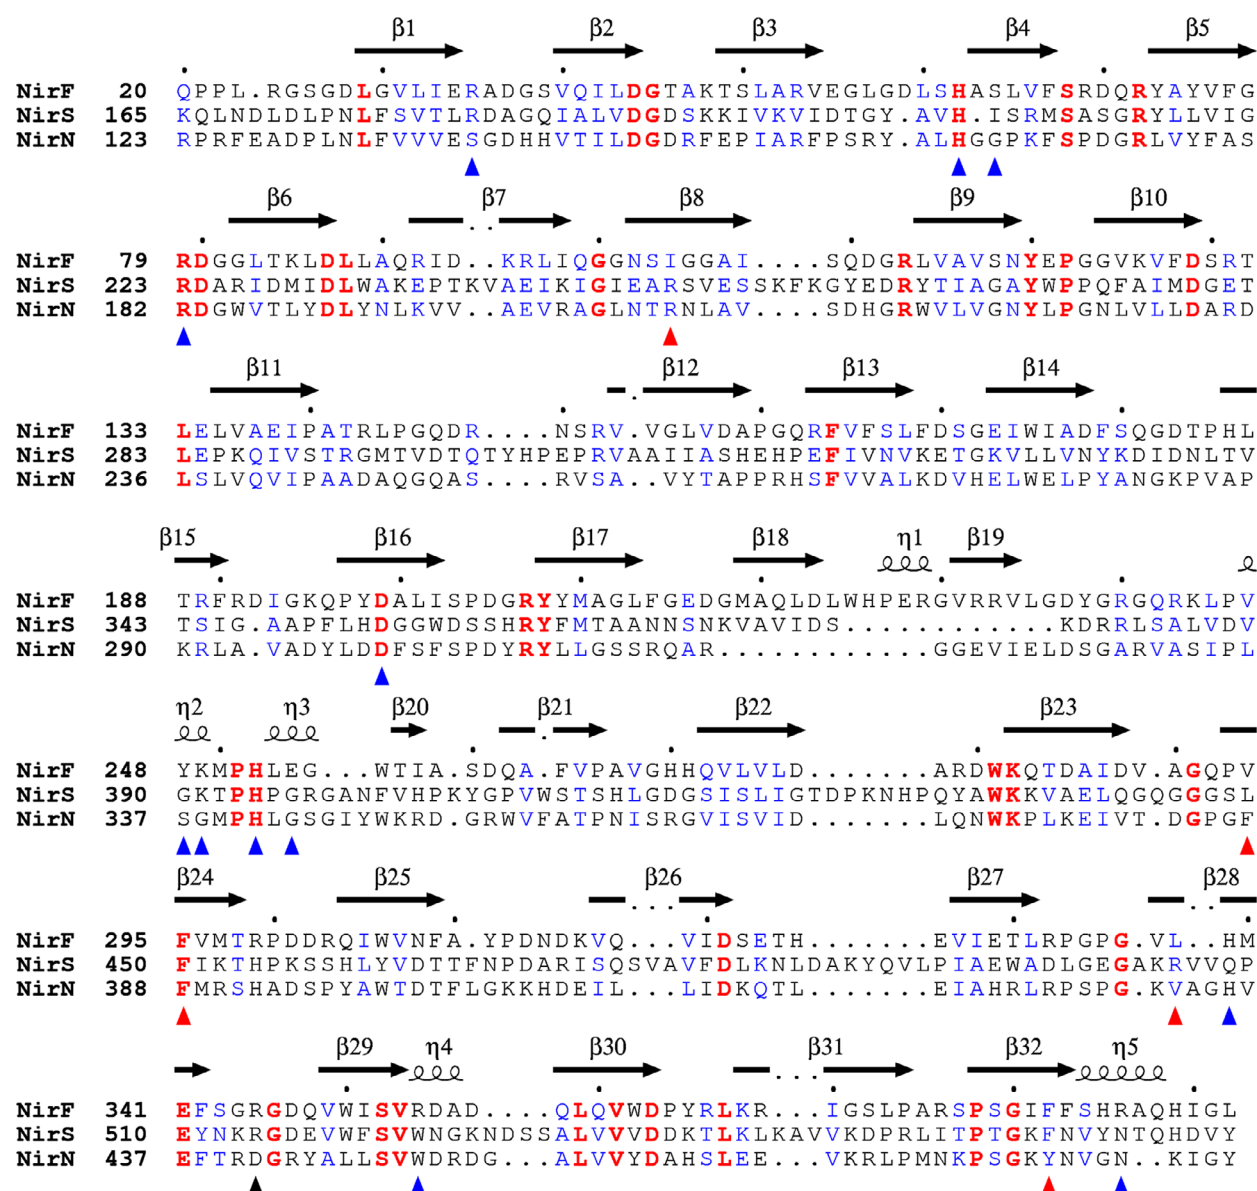 β1 β2 β3 β4 β5
NirF 20 QPPL.RGSGDLGVLIERADGSVQILDGTAKTSLARVEGLGDLSHASLVFSRDQRYAYVFG
NirS 165 KQLNDLDLPNLFSVTLRDAGQIALVDGDSKKIVKVIDTGY.AVH.ISRMSASGRYLLVIG
NirN 123 RPRFEADPLNLFVVVESGDHHVTILDGDRFEPIARFPSRY.ALHGGPKFSPDGRLVYFAS
β6 β7 β8 β9 β10
NirF 79 RDGGLTKLDLLAQRID..KRLIQGGNSIGGAI....SQDGRLVAVSNYEPGGVKVFDSRT
NirS 223 RDARIDMIDLWAKEPTKVAEIKIGIEARSVESSKFKGYEDRYTIAGAYWPPQFAIMDGET
NirN 182 RDGWVTLYDLYNLKVV..AEVRAGLNTRNLAV....SDHGRWVLVGNYLPGNLVLLDARD
β11 β12 β13 β14
NirF 133 LELVAEIPATRLPGQDR....NSRV.VGLVDAPGQRFVFSLFDSGEIWIADFSQGDTPHL
NirS 283 LEPKQIVSTRGMTVDTQTYHPEPRVAAIIASHEHPEFIVNVKETGKVLLVNYKDIDNLTV
NirN 236 LSLVQVIPAADAQGQAS....RVSA..VYTAPPRHSFVVALKDVHELWELPYANGKPVAP
β15 β16 β17 β18 η1 β19
NirF 188 TRFRDIGKQPYDALISPDGRYYMAGLFGEDGMAQLDLWHPERGVRRVLGDYGRGQRKLPV
NirS 343 TSIG.AAPFLHDGGWDSSHRYFMTAANNSNKVAVIDS............KDRRLSALVDV
NirN 290 KRLA.VADYLDDFSFSPDYRYLLGSSRQAR............GGEVIELDSGARVASIPL
η2 η3 β20 β21 β22 β23
NirF 248 YKMPHLEG...WTIA.SDQA.FVPAVGHHQVLVLD.......ARDWKQTDAIDV.AGQPV
NirS 390 GKTPHPGRGANFVHPKYGPVWSTSHLGDGSISLIGTDPKNHPQYAWKKVAELQGQGGGSL
NirN 337 SGMPHLGSGIYWKRD.GRWVFATPNISRGVISVID.......LQNWKPLKEIVT.DGPGF
β24 β25 β26 β27 β28
NirF 295 FVMTRPDDRQIWVNFA.YPDNDKVQ...VIDSETH.......EVIETLRPGPG.VL..HM
NirS 450 FIKTHPKSSHLYVDTTFNPDARISQSVAVFDLKNLDAKYQVLPIAEWADLGEGAKRVVQP
NirN 388 FMRSHADSPYAWTDTFLGKKHDEIL...LIDKQTL.......EIAHRLRPSPG.KVAGHV
β29 η4 β30 β31 β32 η5
NirF 341 EFSGRGDQVWISVRDAD....QLQVWDPYRLKR...IGSLPARSPSGIFFSHRAQHIGL
NirS 510 EYNKRGDEVWFSVWNGKNDSSALVVVDDKTLKLKAVVKDPRLITPTGKFNVYNTQHDVY
NirN 437 EFTRDGRYALLSVWDRDG...ALVVYDAHSLEE...VKRLPMNKPSGKYNVGN..KIGY